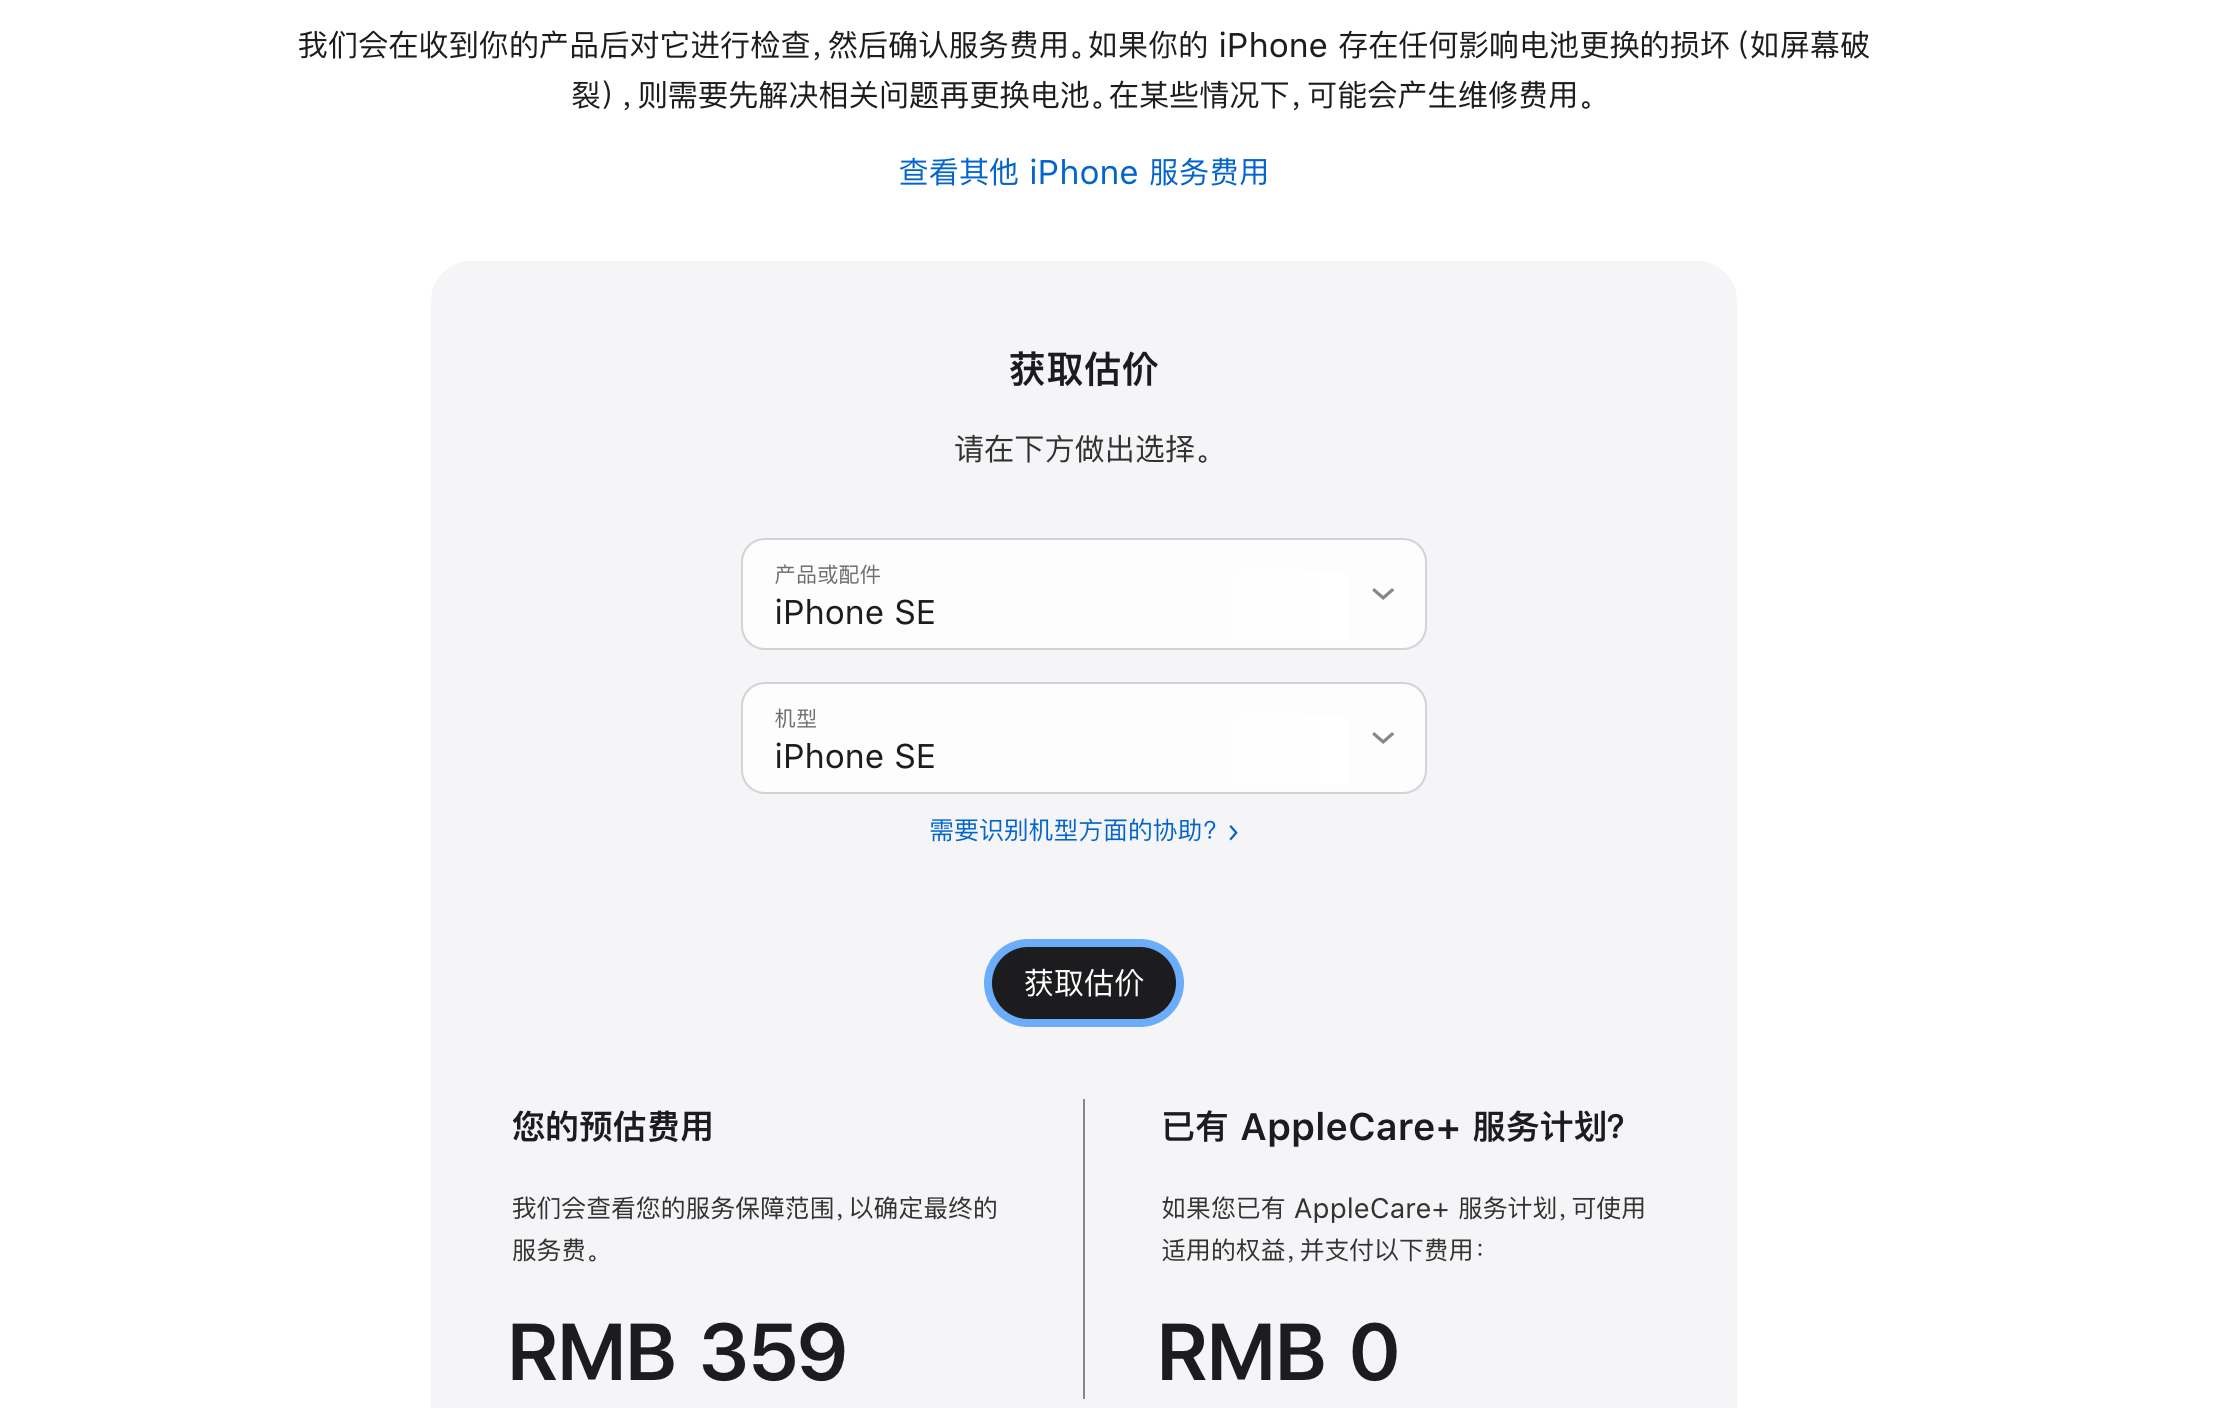 我们会在收到你的产品后对它进行检查，然后确认服务费用。如果你的 iPhone 存在任何影响电池更换的损坏（如屏幕破
裂），则需要先解决相关问题再更换电池。在某些情况下，可能会产生维修费用。
查看其他 iPhone 服务费用
获取估价
请在下方做出选择。
产品或配件
iPhone SE
机型
iPhone SE
需要识别机型方面的协助？ ›
获取估价
您的预估费用
我们会查看您的服务保障范围，以确定最终的
服务费。
RMB 359
已有 AppleCare+ 服务计划？
如果您已有 AppleCare+ 服务计划，可使用
适用的权益，并支付以下费用：
RMB 0